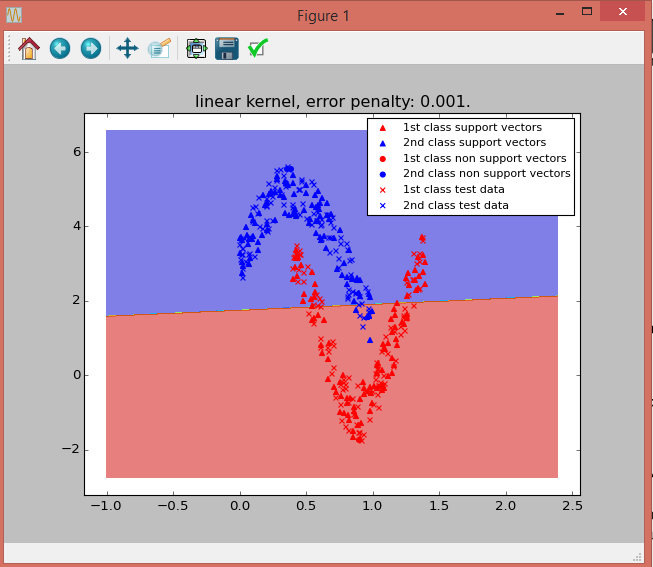 Figure 1
linear kernel, error penalty: 0.001.
1st class support vectors
2nd class support vectors
1st class non support vectors
2nd class non support vectors
1st class test data
2nd class test data
6
4
2
0
−2
−1.0 −0.5 0.0 0.5 1.0 1.5 2.0 2.5